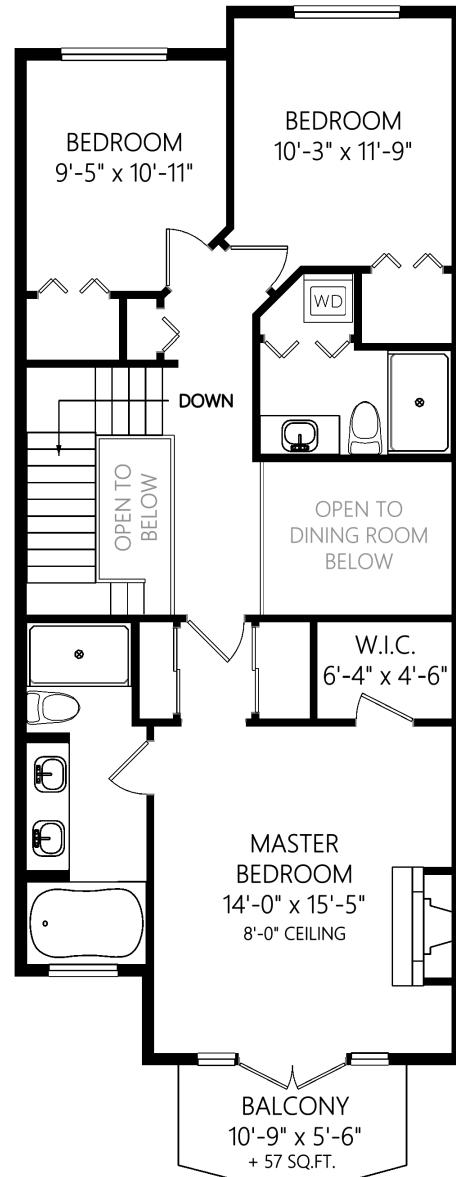 BEDROOM
9'-5" x 10'-11"
BEDROOM
10'-3" x 11'-9"
WD
DOWN
OPEN TO
BELOW
OPEN TO
DINING ROOM
BELOW
W.I.C.
6'-4" x 4'-6"
MASTER
BEDROOM
14'-0" x 15'-5"
8'-0" CEILING
BALCONY
10'-9" x 5'-6"
+ 57 SQ.FT.